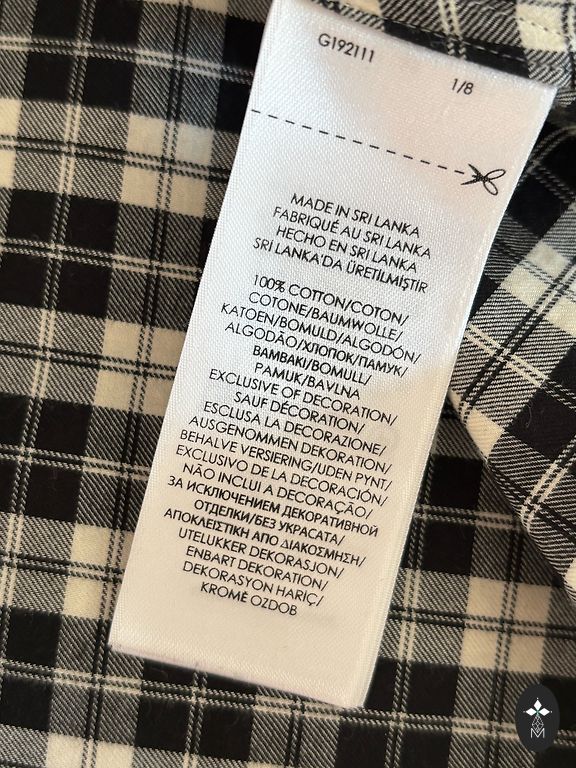 G192111
1/8
MADE IN SRI LANKA
FABRIQUÉ AU SRI LANKA
HECHO EN SRI LANKA
SRI LANKA'DA ÜRETILMIŞTIR
100% COTTON/COTON/
COTONE/BAUMWOLLE/
KATOEN/BOMULD/ALGODÓN/
ALGODÃO/ХЛОПОК/ПАМУК/
ΒΑΜΒΑΚΙ/BOMULL/
PAMUK/BAVLNA
EXCLUSIVE OF DECORATION/
SAUF DÉCORATION/
ESCLUSA LA DECORAZIONE/
AUSGENOMMEN DEKORATION/
BEHALVE VERSIERING/UDEN PYNT/
EXCLUSIVO DE LA DECORACIÓN/
NÃO INCLUI A DECORAÇÃO/
ЗА ИСКЛЮЧЕНИЕМ ДЕКОРАТИВНОЙ
ОТДЕЛКИ/БЕЗ УКРАСАТА/
ΑΠΟΚΛΕΙΣΤΙΚΗ ΑΠΟ ΔΙΑΚΟΣΜΗΣΗ/
UTELUKKER DEKORASJON/
ENBART DEKORATION/
DEKORASYON HARIÇ/
KROMĚ OZDOB
M